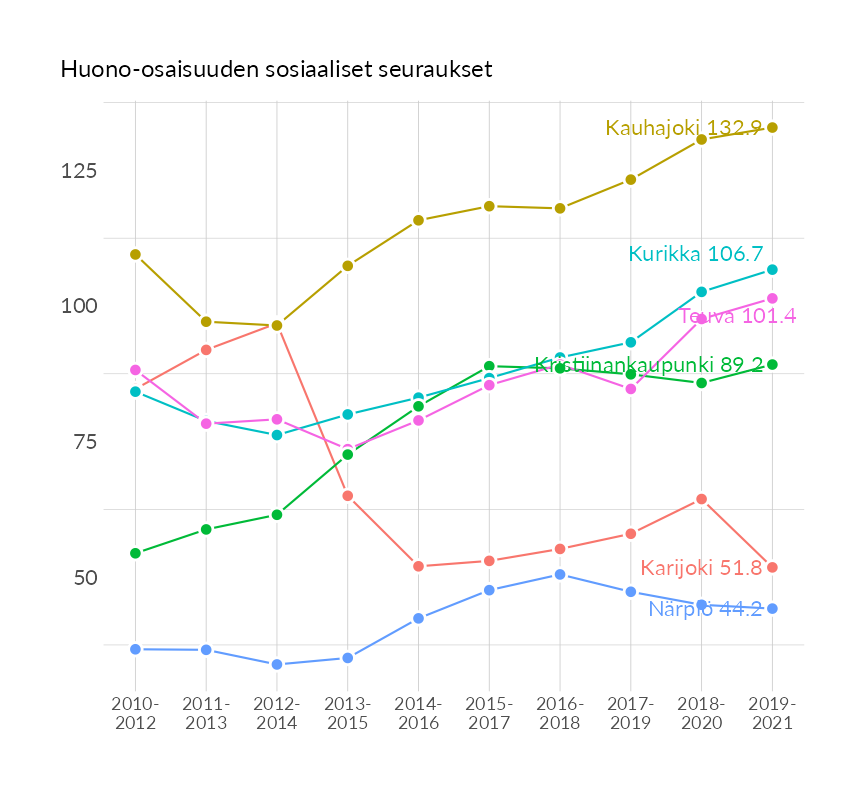 Huono-osaisuuden sosiaaliset seuraukset
125
100
75
50
Kauhajoki 132.9
Kurikka 106.7
Teuva 101.4
Kristiinankaupunki 89.2
Karijoki 51.8
Närpiö 44.2
2010- 2011- 2012- 2013- 2014- 2015- 2016- 2017- 2018- 2019-
2012 2013 2014 2015 2016 2017 2018 2019 2020 2021